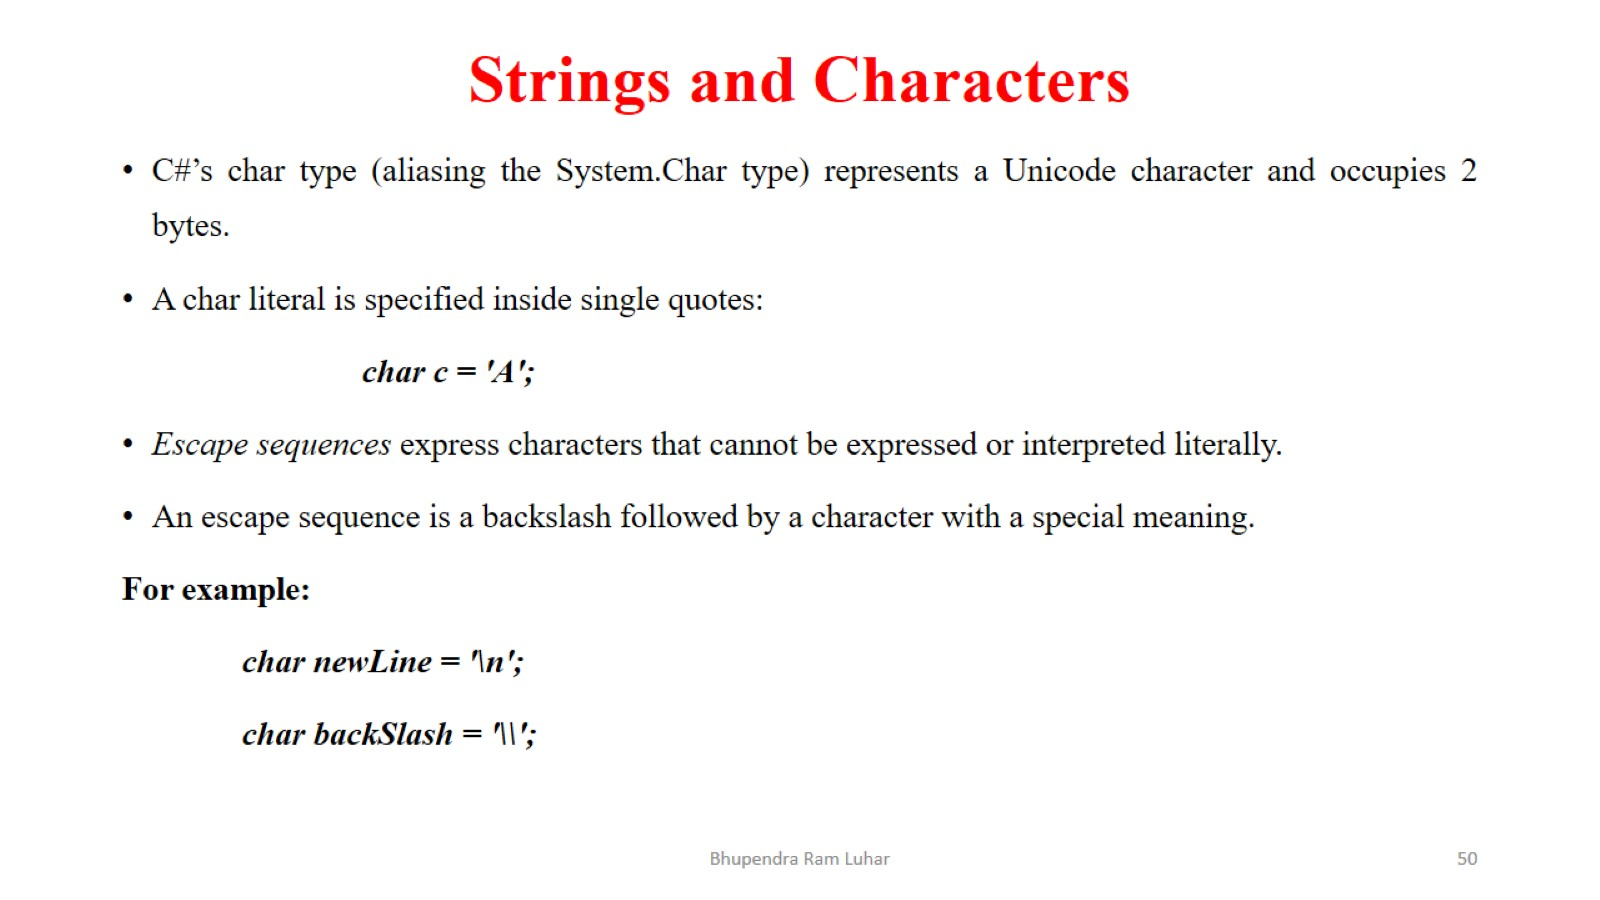 Strings and Characters
• C#’s char type (aliasing the System.Char type) represents a Unicode character and occupies 2
bytes.
• A char literal is specified inside single quotes:
char c = 'A';
• Escape sequences express characters that cannot be expressed or interpreted literally.
• An escape sequence is a backslash followed by a character with a special meaning.
For example:
char newLine = '\n';
char backSlash = '\\';
Bhupendra Ram Luhar
50